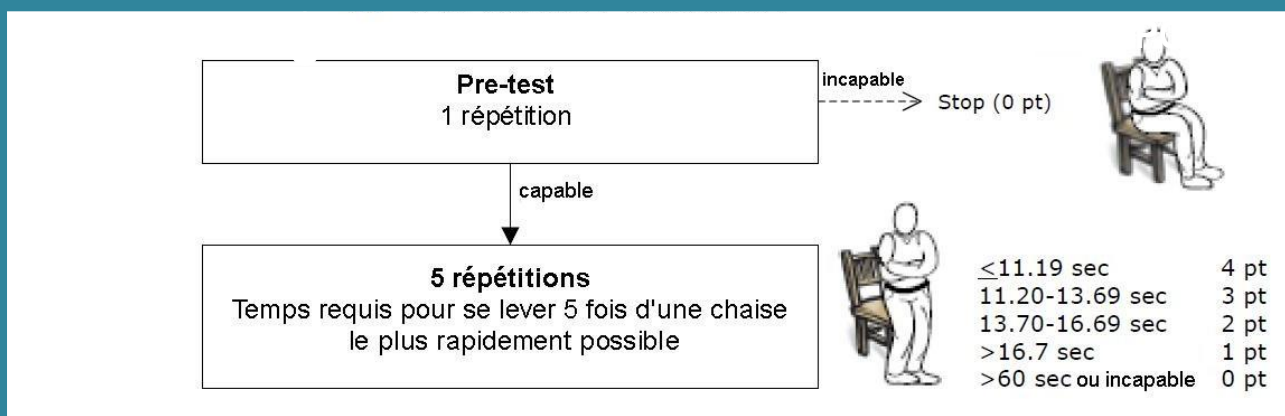 Pre-test
1 répétition
incapable
Stop (0 pt)
capable
5 répétitions
Temps requis pour se lever 5 fois d'une chaise
le plus rapidement possible
≤11.19 sec 4 pt
11.20-13.69 sec 3 pt
13.70-16.69 sec 2 pt
>16.7 sec 1 pt
>60 sec ou incapable 0 pt